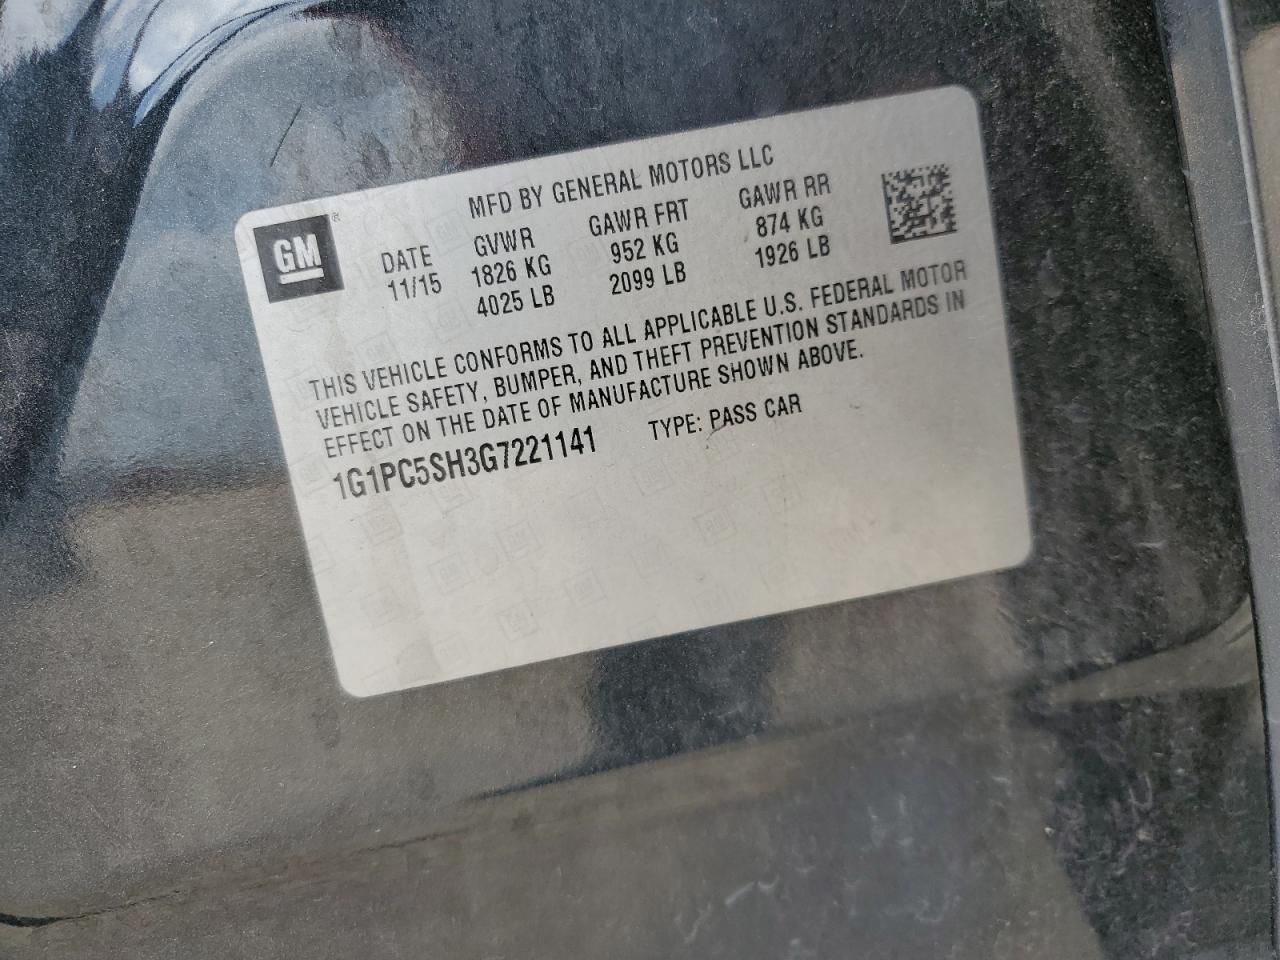 MFD BY GENERAL MOTORS LLC
GM®
DATE GVWR GAWR FRT GAWR RR
11/15 1826 KG 952 KG 874 KG
4025 LB 2099 LB 1926 LB
THIS VEHICLE CONFORMS TO ALL APPLICABLE U.S. FEDERAL MOTOR
VEHICLE SAFETY, BUMPER, AND THEFT PREVENTION STANDARDS IN
EFFECT ON THE DATE OF MANUFACTURE SHOWN ABOVE.
1G1PC5SH3G7221141 TYPE: PASS CAR